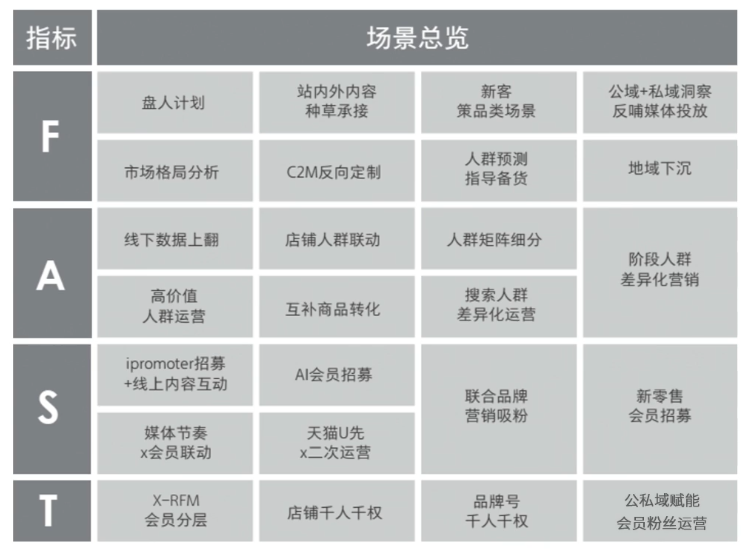 指标
场景总览
F
盘人计划
站内外内容
种草承接
新客
策品类场景
公域+私域洞察
反哺媒体投放
市场格局分析
C2M反向定制
人群预测
指导备货
地域下沉
A
线下数据上翻
店铺人群联动
人群矩阵细分
阶段人群
差异化营销
高价值
人群运营
互补商品转化
搜索人群
差异化运营
S
ipromoter招募
+线上内容互动
AI会员招募
联合品牌
营销吸粉
新零售
会员招募
媒体节奏
x会员联动
天猫U先
x二次运营
T
X-RFM
会员分层
店铺千人千权
品牌号
千人千权
公私域赋能
会员粉丝运营